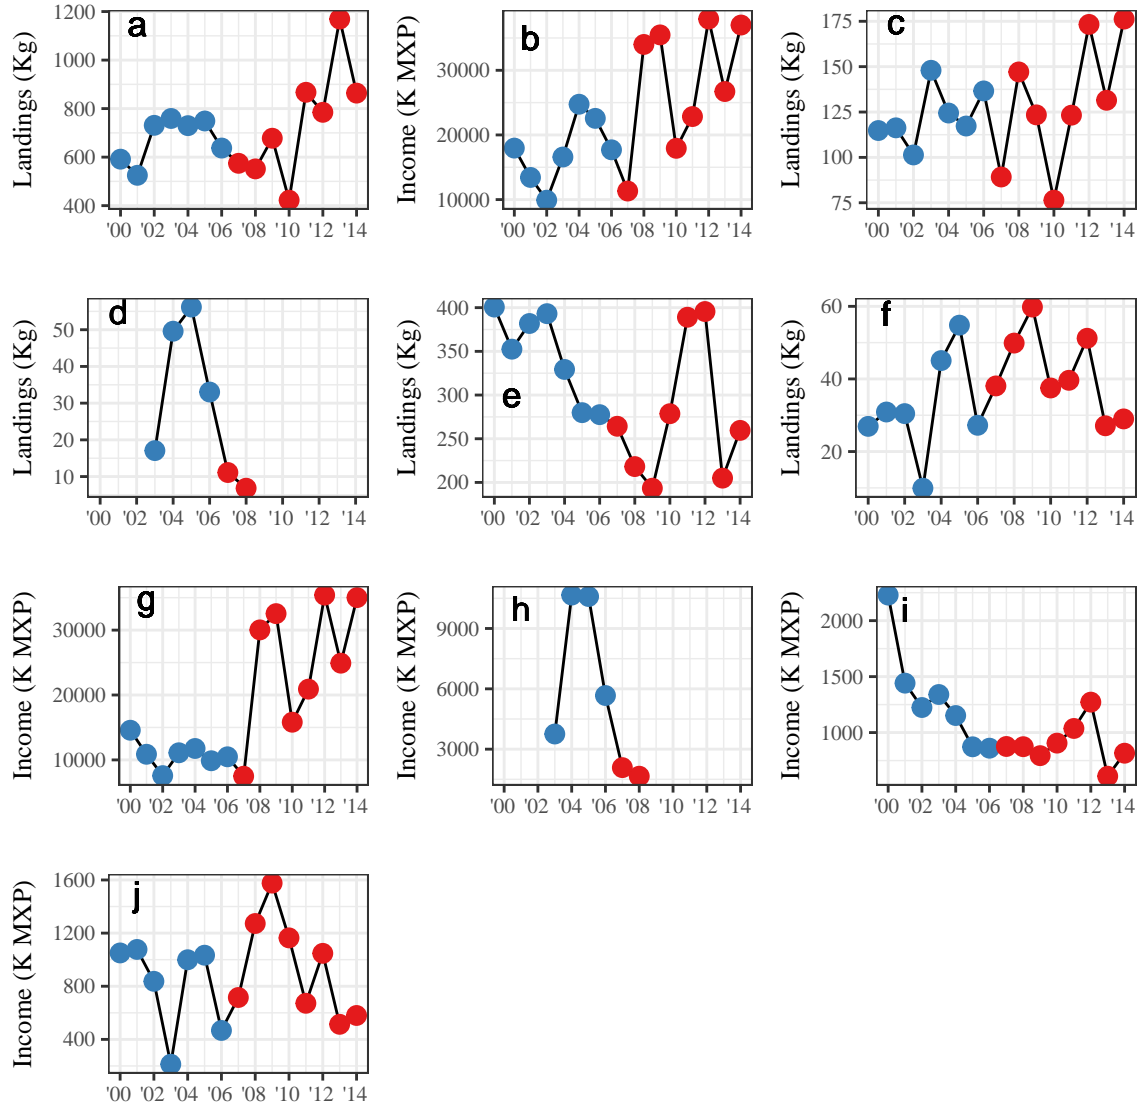 a
Landings (Kg)
1200
1000
800
600
400
'00 '02 '04 '06 '08 '10 '12 '14
b
Income (K MXP)
30000
20000
10000
'00 '02 '04 '06 '08 '10 '12 '14
c
Landings (Kg)
175
150
125
100
75
'00 '02 '04 '06 '08 '10 '12 '14
d
Landings (Kg)
50
40
30
20
10
'00 '02 '04 '06 '08 '10 '12 '14
e
Landings (Kg)
400
350
300
250
200
'00 '02 '04 '06 '08 '10 '12 '14
f
Landings (Kg)
60
40
20
'00 '02 '04 '06 '08 '10 '12 '14
g
Income (K MXP)
30000
20000
10000
'00 '02 '04 '06 '08 '10 '12 '14
h
Income (K MXP)
9000
6000
3000
'00 '02 '04 '06 '08 '10 '12 '14
i
Income (K MXP)
2000
1500
1000
'00 '02 '04 '06 '08 '10 '12 '14
j
Income (K MXP)
1600
1200
800
400
'00 '02 '04 '06 '08 '10 '12 '14